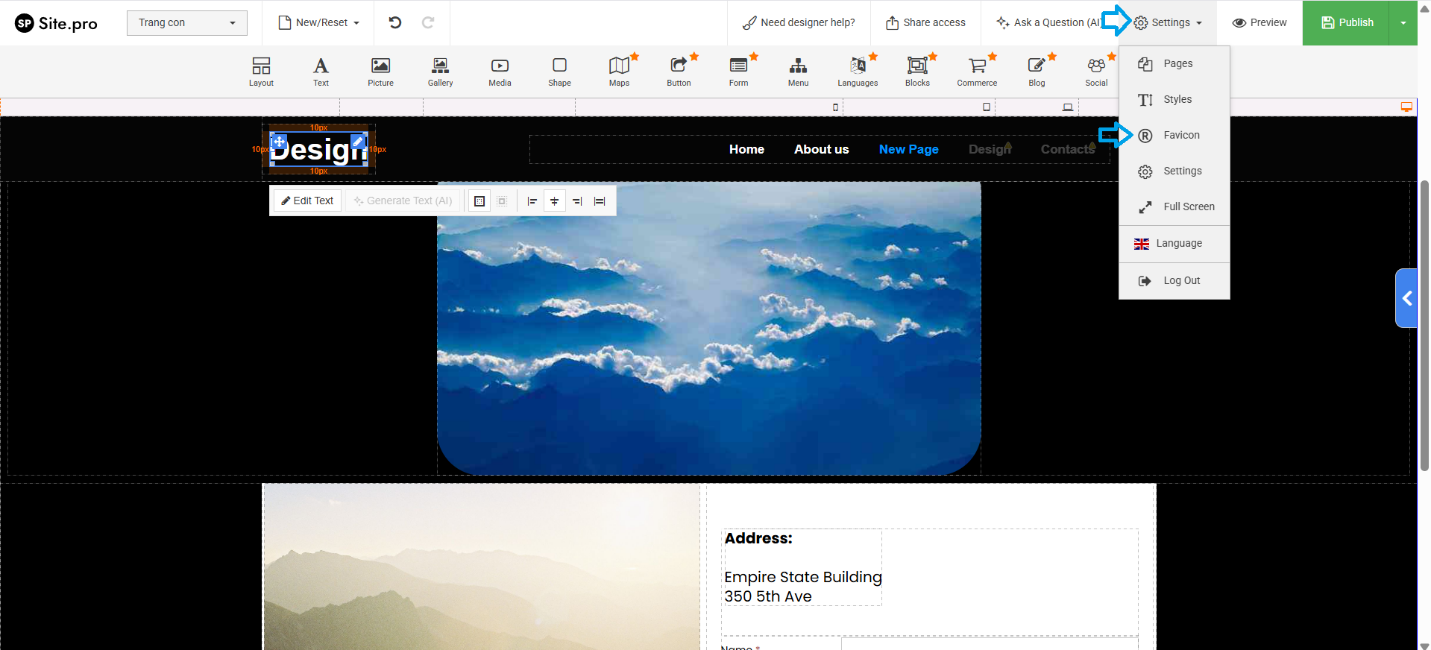 SP Site.pro
Trang con
New/Reset
Need designer help?
Share access
Ask a Question (AI
Settings
Preview
Publish
Layout
Text
Picture
Gallery
Media
Shape
Maps
Button
Form
Menu
Languages
Blocks
Commerce
Blog
Social
Pages
Styles
Favicon
Settings
Full Screen
Language
Log Out
10px
10px
Design
10px
10px
Home
About us
New Page
Design
Contacts
Edit Text
Generate Text (AI)
Address:
Empire State Building
350 5th Ave
Name *